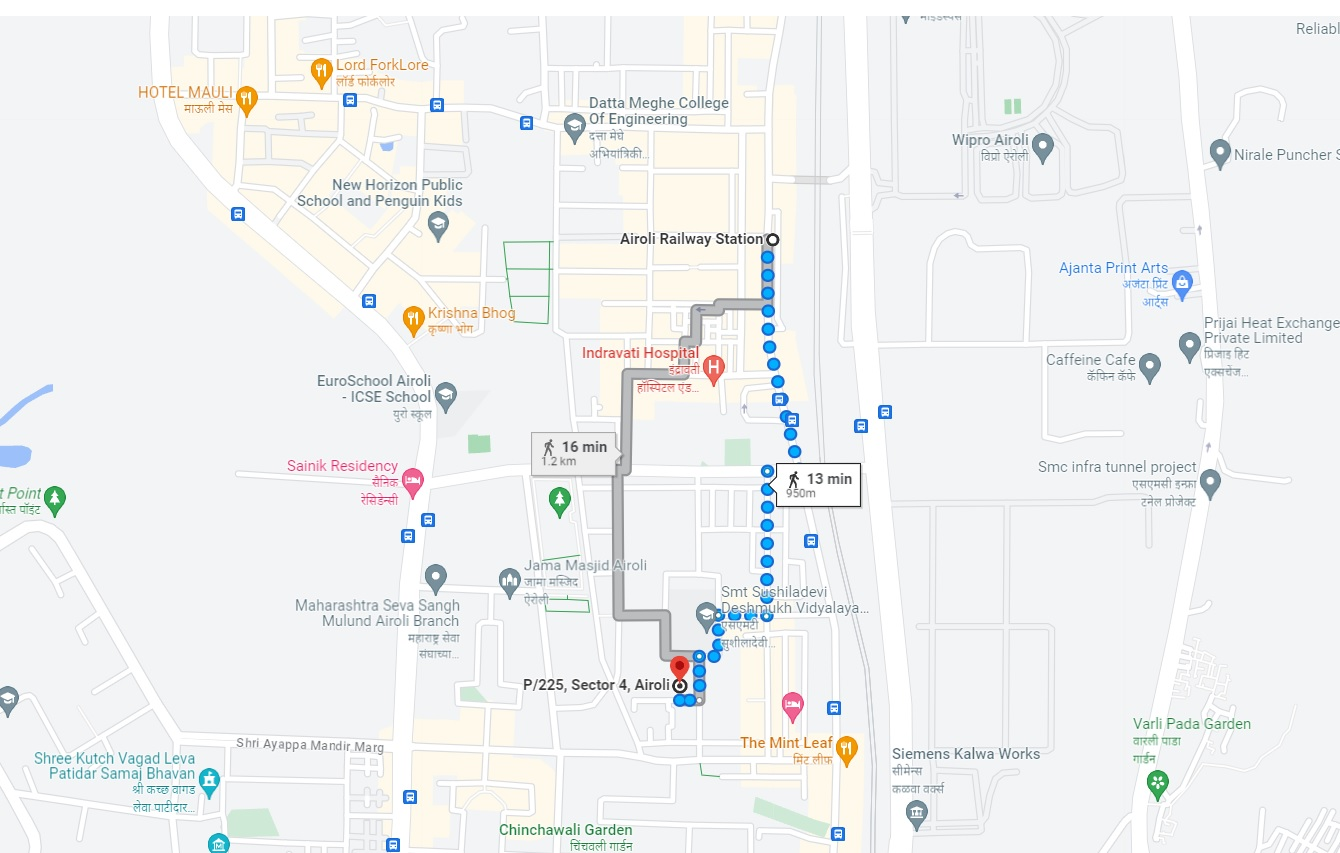 माइंडस्पेस
Reliabl
Lord ForkLore
लॉर्ड फोर्कलोर
HOTEL MAULI
माऊली मेस
Datta Meghe College
Of Engineering
दत्ता मेघे
अभियांत्रिकी...
Wipro Airoli
विप्रो ऐरोली
Nirale Puncher S
New Horizon Public
School and Penguin Kids
Airoli Railway Station
Ajanta Print Arts
अजंटा प्रिंट
आर्ट्स
Krishna Bhog
कृष्णा भोग
Prijai Heat Exchange
Private Limited
प्रिजाइ हिट
एक्सचेंज...
Indravati Hospital
इंद्रावती
हॉस्पिटल एंड...
Caffeine Cafe
कॅफिन कॅफे
EuroSchool Airoli
- ICSE School
युरो स्कूल
16 min
1.2 km
Sainik Residency
सैनिक
रेसिडेन्सी
13 min
950m
Smc infra tunnel project
एसएमसी इन्फ्रा
टनेल प्रोजेक्ट
t Point
र्यास्त पॉइंट
Jama Masjid Airoli
जामा मस्जिद
ऐरोली
Smt Sushiladevi
Deshmukh Vidyalaya...
एसएमटी
सुशीलादेवी...
Maharashtra Seva Sangh
Mulund Airoli Branch
महाराष्ट्र सेवा
संघाच्या...
P/225, Sector 4, Airoli
Varli Pada Garden
वारली पाडा
गार्डन
Shri Ayappa Mandir Marg
The Mint Leaf
मिंट लीफ
Siemens Kalwa Works
सीमेन्स
कळवा वर्क्स
Shree Kutch Vagad Leva
Patidar Samaj Bhavan
श्री कच्छ वागड
लेवा पाटीदार...
Chinchawali Garden
चिंचवली गार्डन